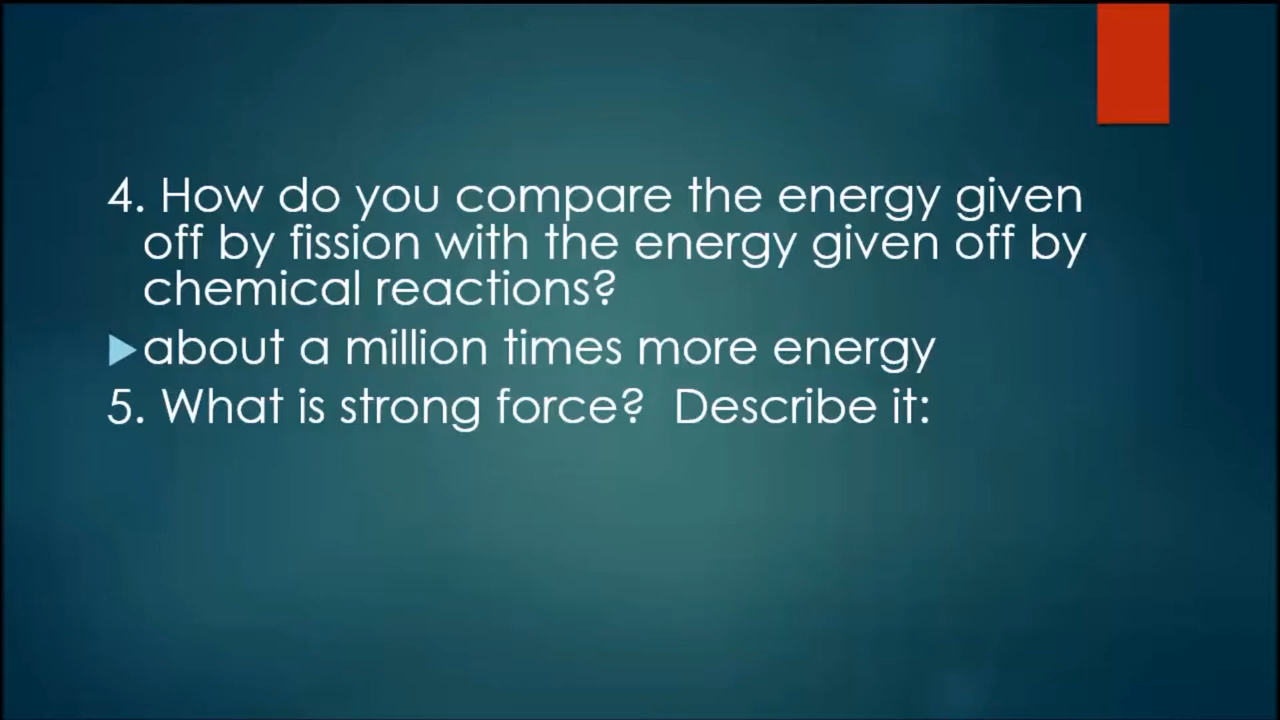 4. How do you compare the energy given
off by fission with the energy given off by
chemical reactions?
about a million times more energy
5. What is strong force?  Describe it: